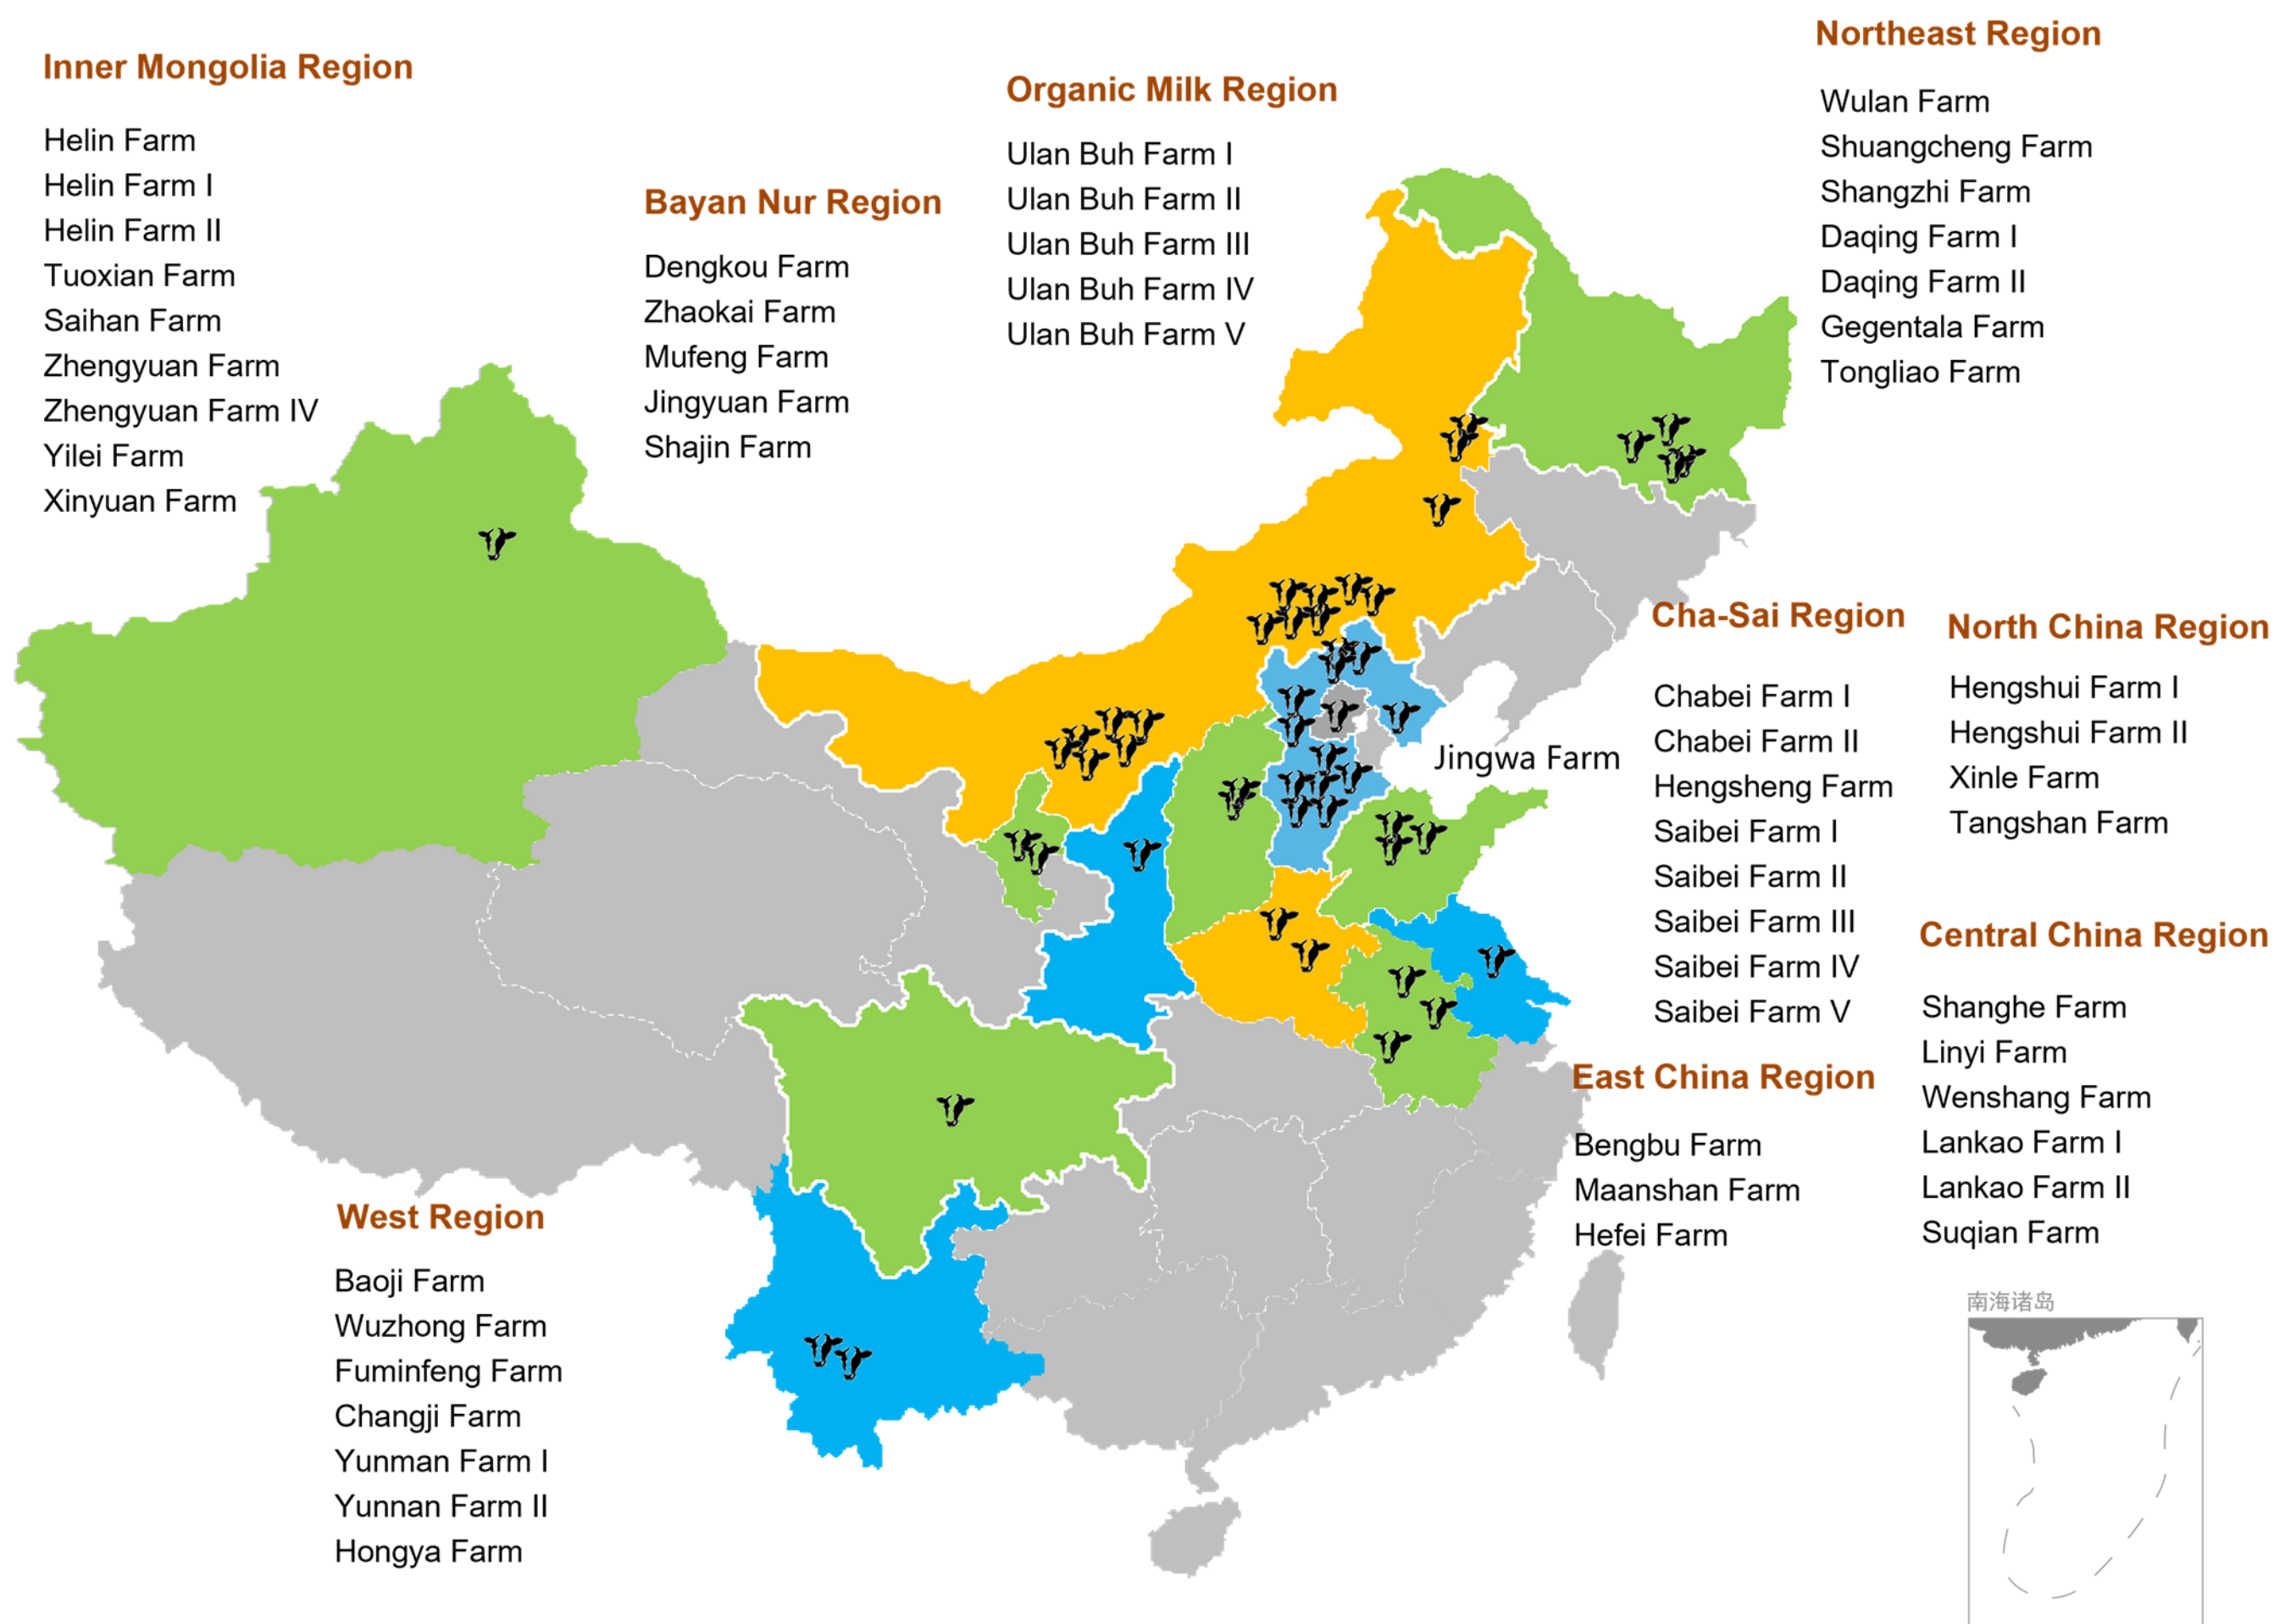 Inner Mongolia Region
Helin Farm
Helin Farm I
Helin Farm II
Tuoxian Farm
Saihan Farm
Zhengyuan Farm
Zhengyuan Farm IV
Yilei Farm
Xinyuan Farm
Bayan Nur Region
Dengkou Farm
Zhaokai Farm
Mufeng Farm
Jingyuan Farm
Shajin Farm
Organic Milk Region
Ulan Buh Farm I
Ulan Buh Farm II
Ulan Buh Farm III
Ulan Buh Farm IV
Ulan Buh Farm V
Northeast Region
Wulan Farm
Shuangcheng Farm
Shangzhi Farm
Daqing Farm I
Daqing Farm II
Gegentala Farm
Tongliao Farm
Cha-Sai Region
Chabei Farm I
Chabei Farm II
Hengsheng Farm
Saibei Farm I
Saibei Farm II
Saibei Farm III
Saibei Farm IV
Saibei Farm V
North China Region
Hengshui Farm I
Hengshui Farm II
Xinle Farm
Tangshan Farm
Jingwa Farm
Central China Region
Shanghe Farm
Linyi Farm
Wenshang Farm
Lankao Farm I
Lankao Farm II
Suqian Farm
East China Region
Bengbu Farm
Maanshan Farm
Hefei Farm
West Region
Baoji Farm
Wuzhong Farm
Fuminfeng Farm
Changji Farm
Yunman Farm I
Yunnan Farm II
Hongya Farm
南海诸岛